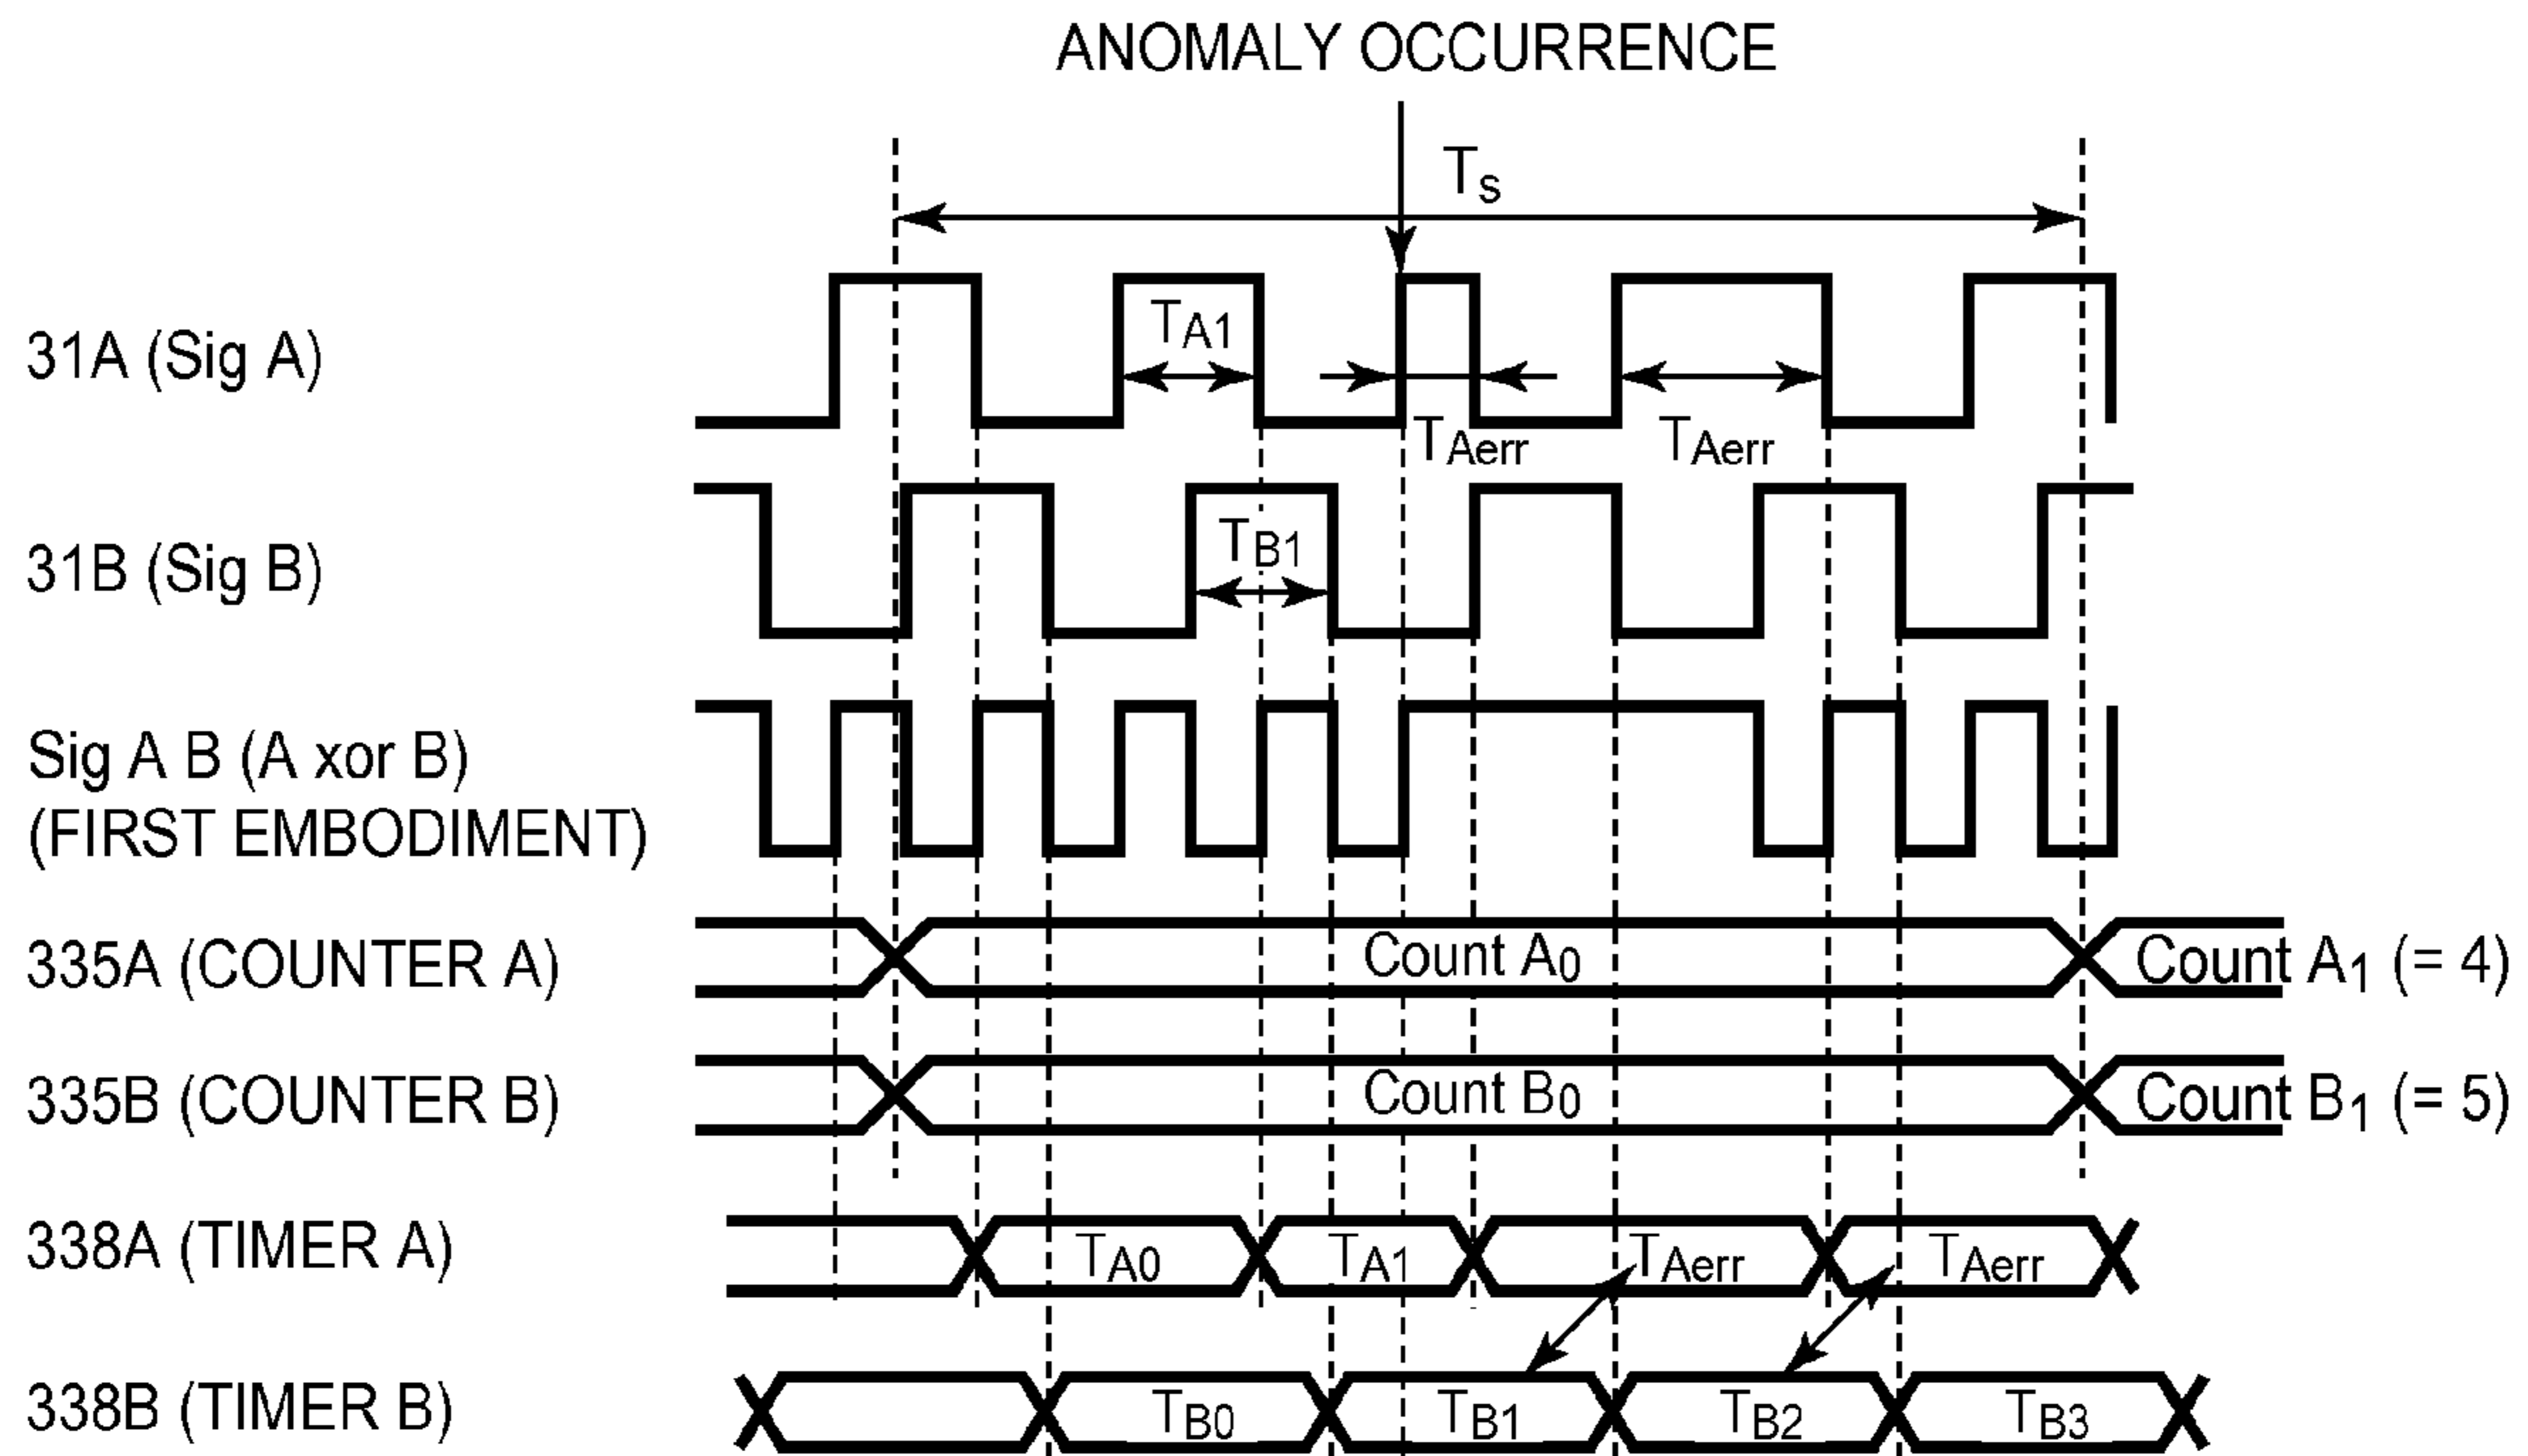 ANOMALY OCCURRENCE
Ts
31A (Sig A)
TA1
TAerr
TAerr
31B (Sig B)
TB1
Sig A B (A xor B)
(FIRST EMBODIMENT)
335A (COUNTER A)
Count A0
Count A1 (= 4)
335B (COUNTER B)
Count B0
Count B1 (= 5)
338A (TIMER A)
TA0
TA1
TAerr
TAerr
338B (TIMER B)
TB0
TB1
TB2
TB3